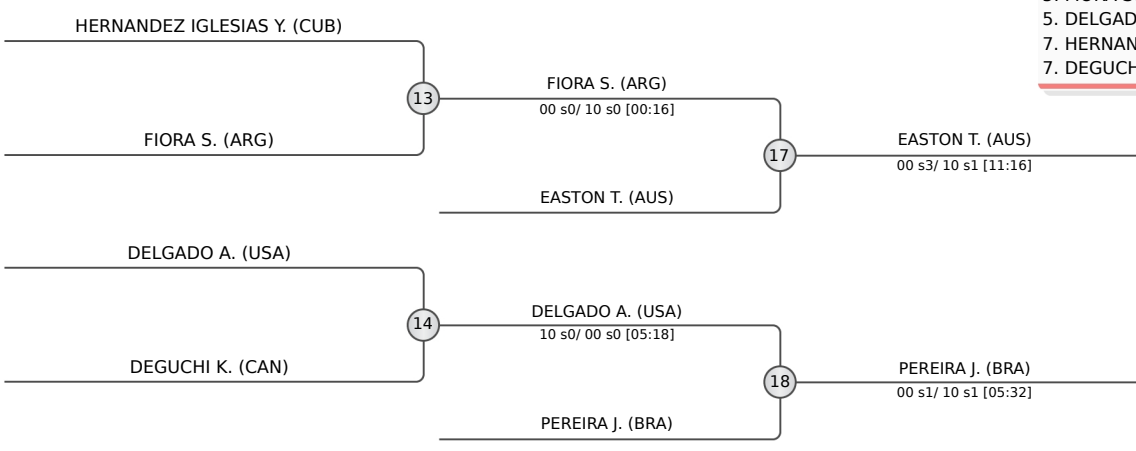 5. DELGAD
7. HERNAN
7. DEGUCH
HERNANDEZ IGLESIAS Y. (CUB)
13
FIORA S. (ARG)
00 s0/ 10 s0 [00:16]
FIORA S. (ARG)
17
EASTON T. (AUS)
00 s3/ 10 s1 [11:16]
EASTON T. (AUS)
DELGADO A. (USA)
14
DELGADO A. (USA)
10 s0/ 00 s0 [05:18]
DEGUCHI K. (CAN)
18
PEREIRA J. (BRA)
00 s1/ 10 s1 [05:32]
PEREIRA J. (BRA)